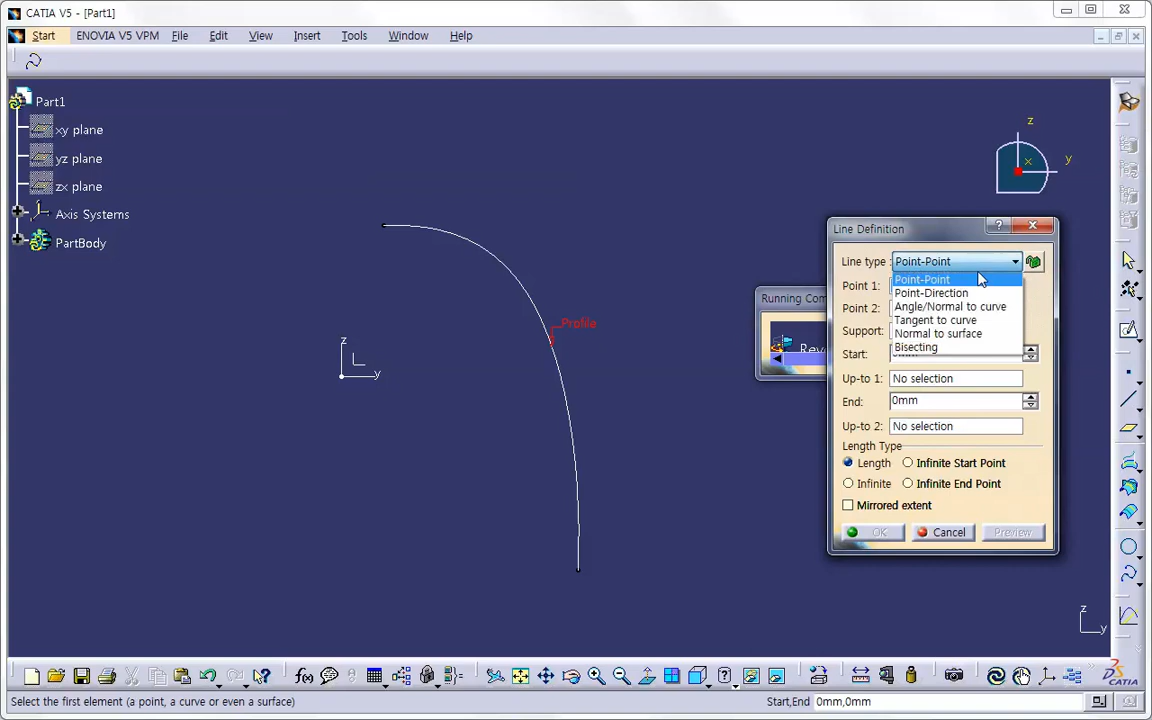 CATIA V5 - [Part1]
Start ENOVIA V5 VPM File Edit View Insert Tools Window Help
Part1
xy plane
yz plane
zx plane
Axis Systems
PartBody
z
y
x
Profile
z
y
Running Com
Line Definition
Line type : Point-Point
Point-Point
Point-Direction
Angle/Normal to curve
Tangent to curve
Normal to surface
Bisecting
Point 1:
Point 2:
Support:
Start:
Up-to 1: No selection
End: 0mm
Up-to 2: No selection
Length Type
Length Infinite Start Point
Infinite Infinite End Point
Mirrored extent
OK Cancel Preview
z
y
f(x)
CATIA
Select the first element (a point, a curve or even a surface)
Start,End 0mm,0mm